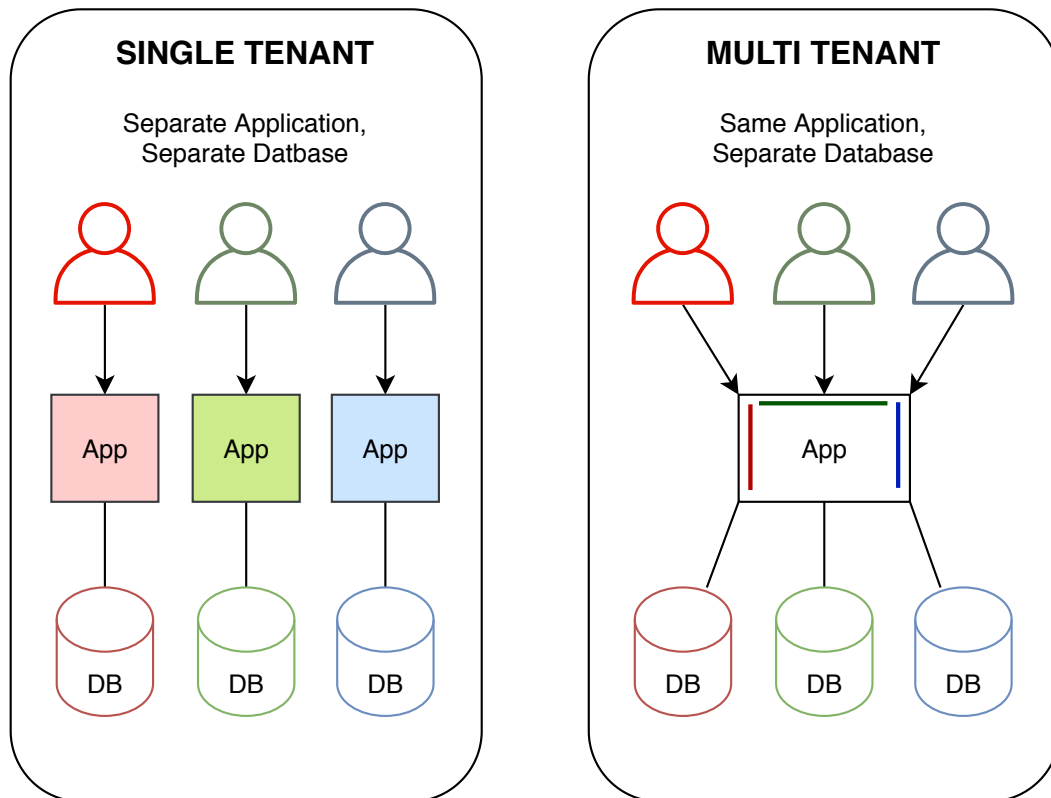 SINGLE TENANT
Separate Application,
Separate Datbase
App
App
App
DB
DB
DB
MULTI TENANT
Same Application,
Separate Database
App
DB
DB
DB